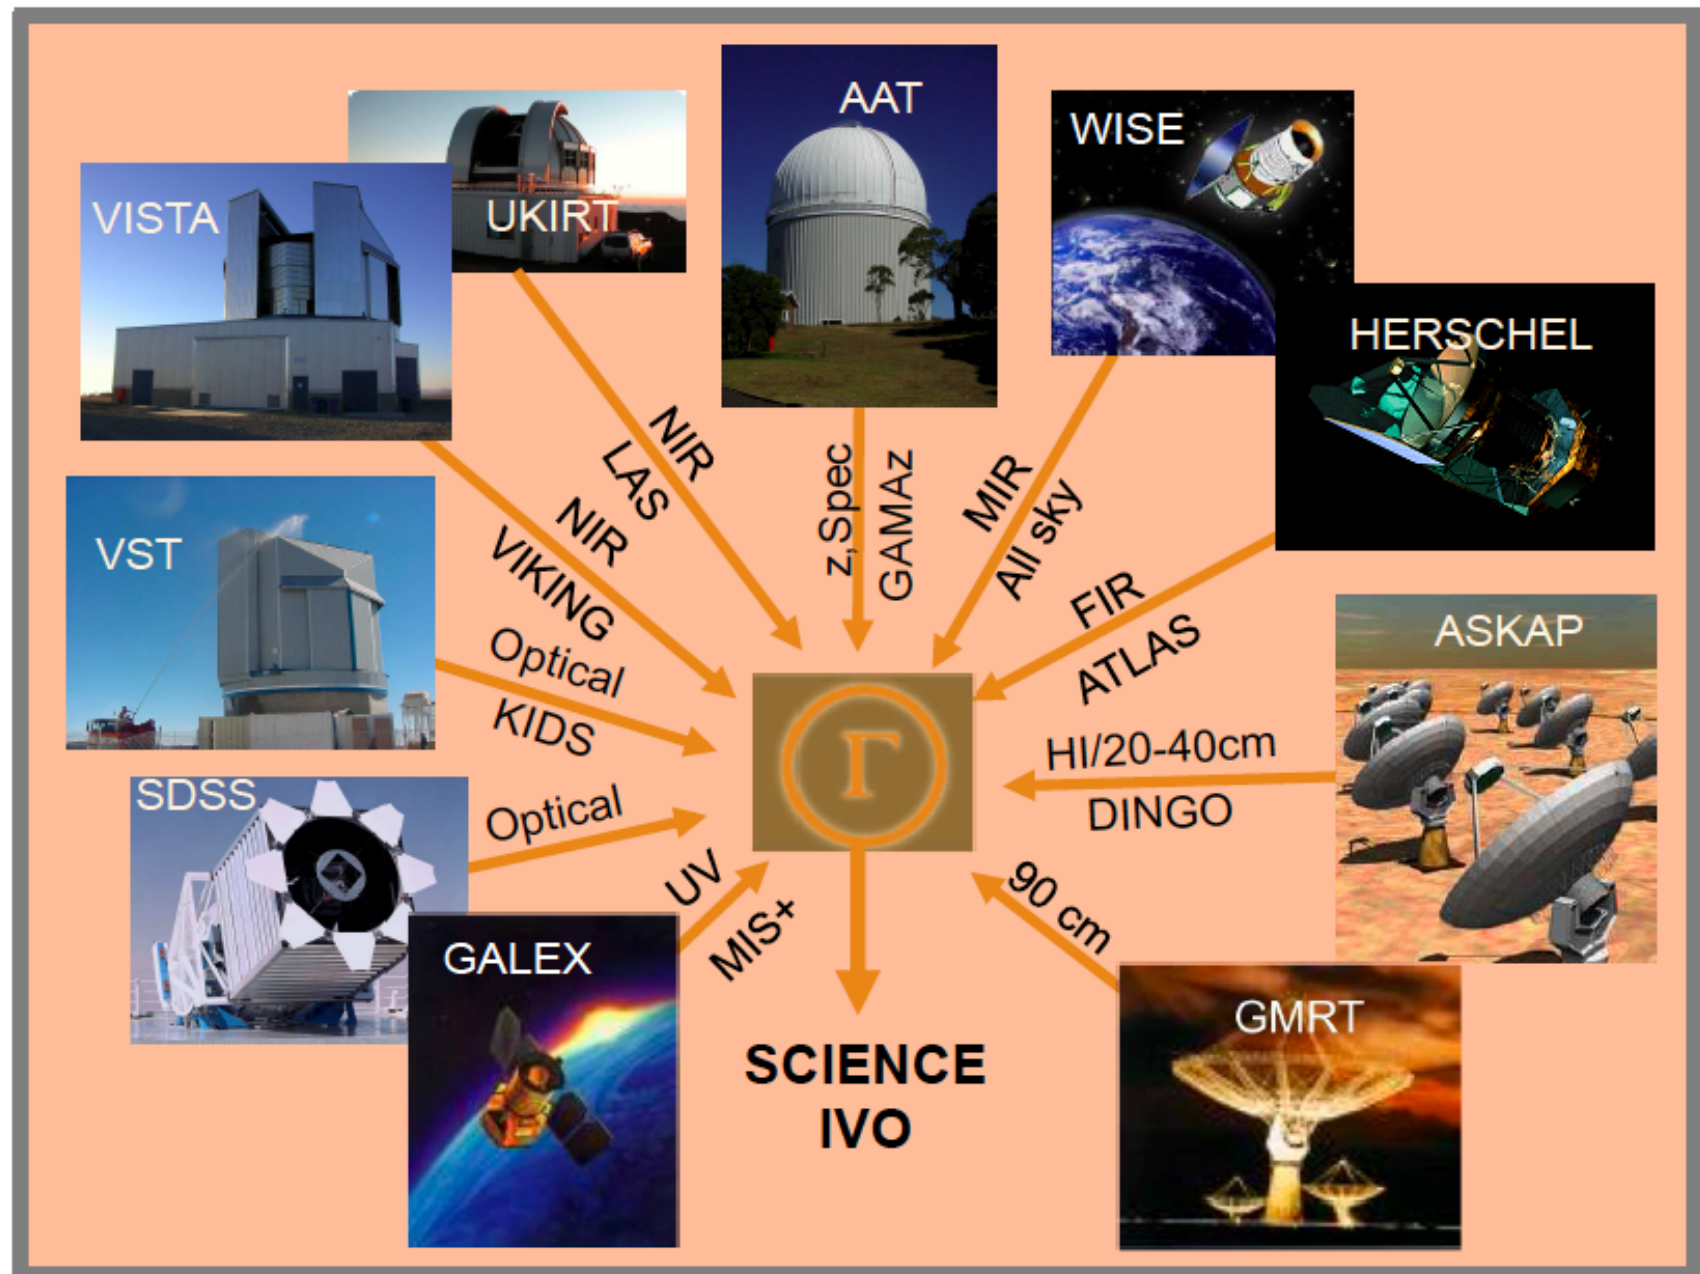 AAT
WISE
UKIRT
VISTA
HERSCHEL
VST
ASKAP
SDSS
GALEX
GMRT
NIR
LAS
NIR
VIKING
z,Spec
GAMAz
MIR
All sky
FIR
ATLAS
Optical
KIDS
HI/20-40cm
DINGO
Optical
UV
MIS+
90 cm
Γ
SCIENCE
IVO